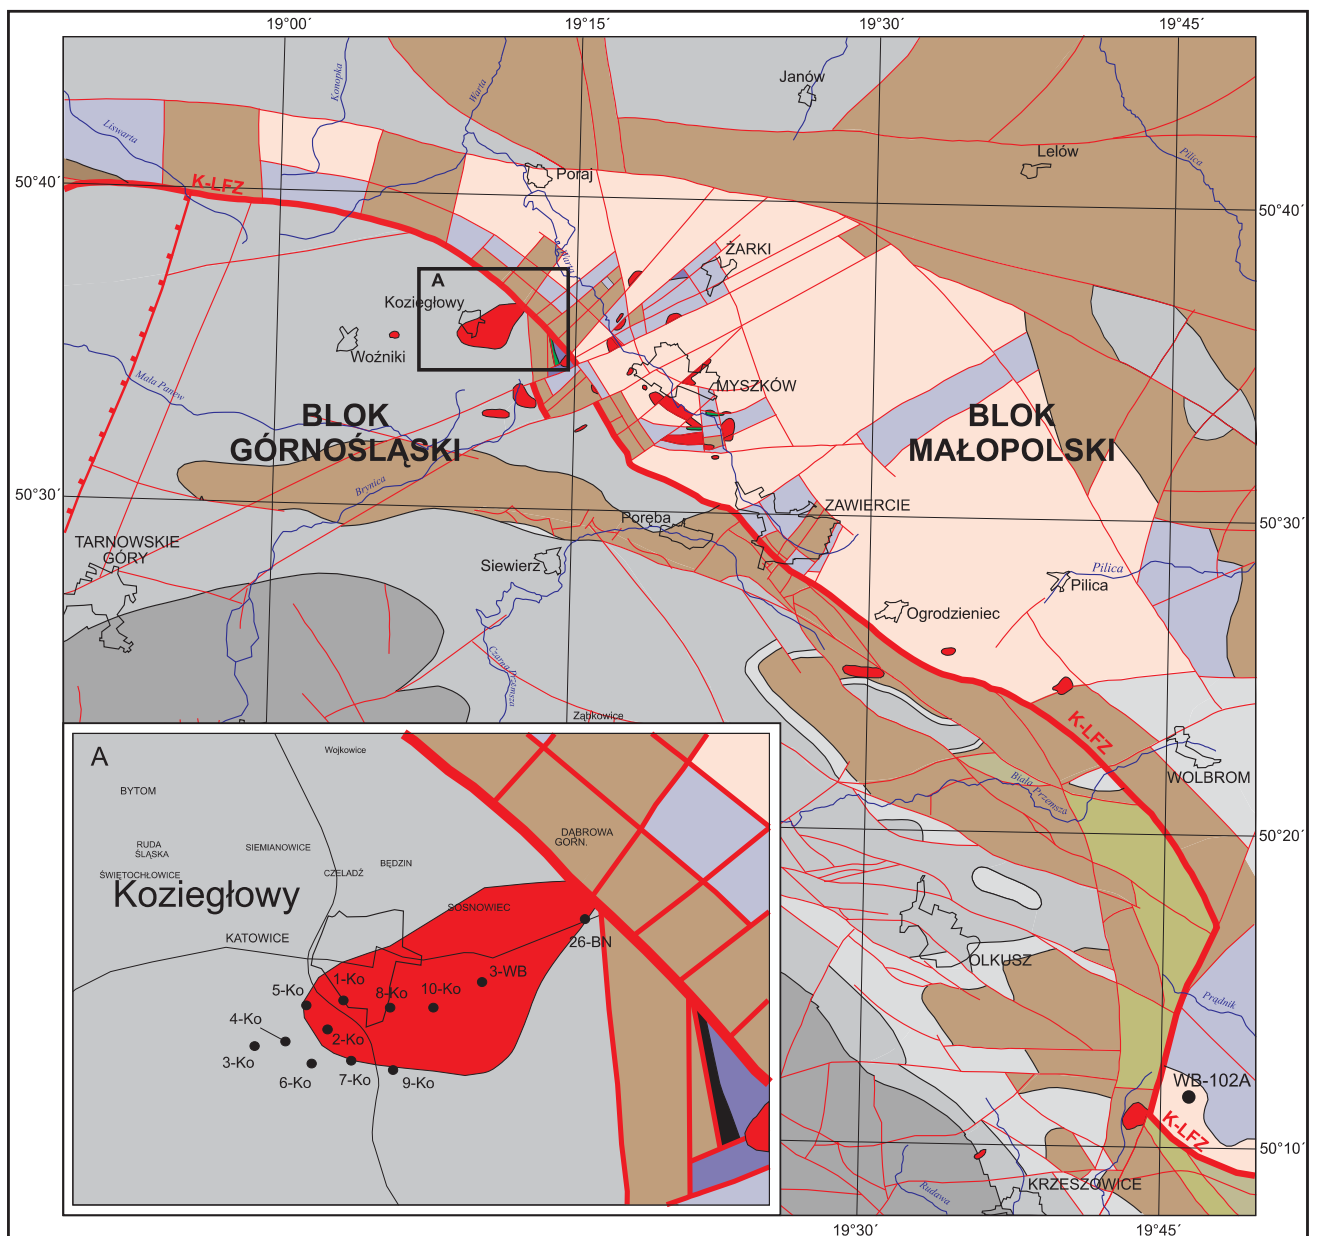 19°00´ 19°15´ 19°30´ 19°45´
Janów
Konopka
Warta
Liswarta
Lelów
Pilica
50°40´
K-LFZ
Poraj
50°40´
ŻARKI
Warta
A
Koziegłowy
Woźniki
Mała Panew
MYSZKÓW
BLOK
GÓRNOŚLĄSKI
BLOK
MAŁOPOLSKI
Brynica
50°30´
ZAWIERCIE
Poręba
50°30´
TARNOWSKIE
GÓRY
Siewierz
Pilica
Pilica
Ogrodzieniec
Czarna Przemsza
Ząbkowice
K-LFZ
WOLBROM
Biała Przemsza
50°20´
A
Wojkowice
BYTOM
DĄBROWA
GORN.
RUDA
ŚLĄSKA
SIEMIANOWICE
BĘDZIN
ŚWIĘTOCHŁOWICE
CZELADŹ
Koziegłowy
SOSNOWIEC
KATOWICE
26-BN
1-Ko
3-WB
5-Ko
8-Ko
10-Ko
4-Ko
2-Ko
3-Ko
6-Ko
7-Ko
9-Ko
OLKUSZ
Prądnik
WB-102A
K-LFZ
50°10´
KRZESZOWICE
Rudawa
19°30´ 19°45´